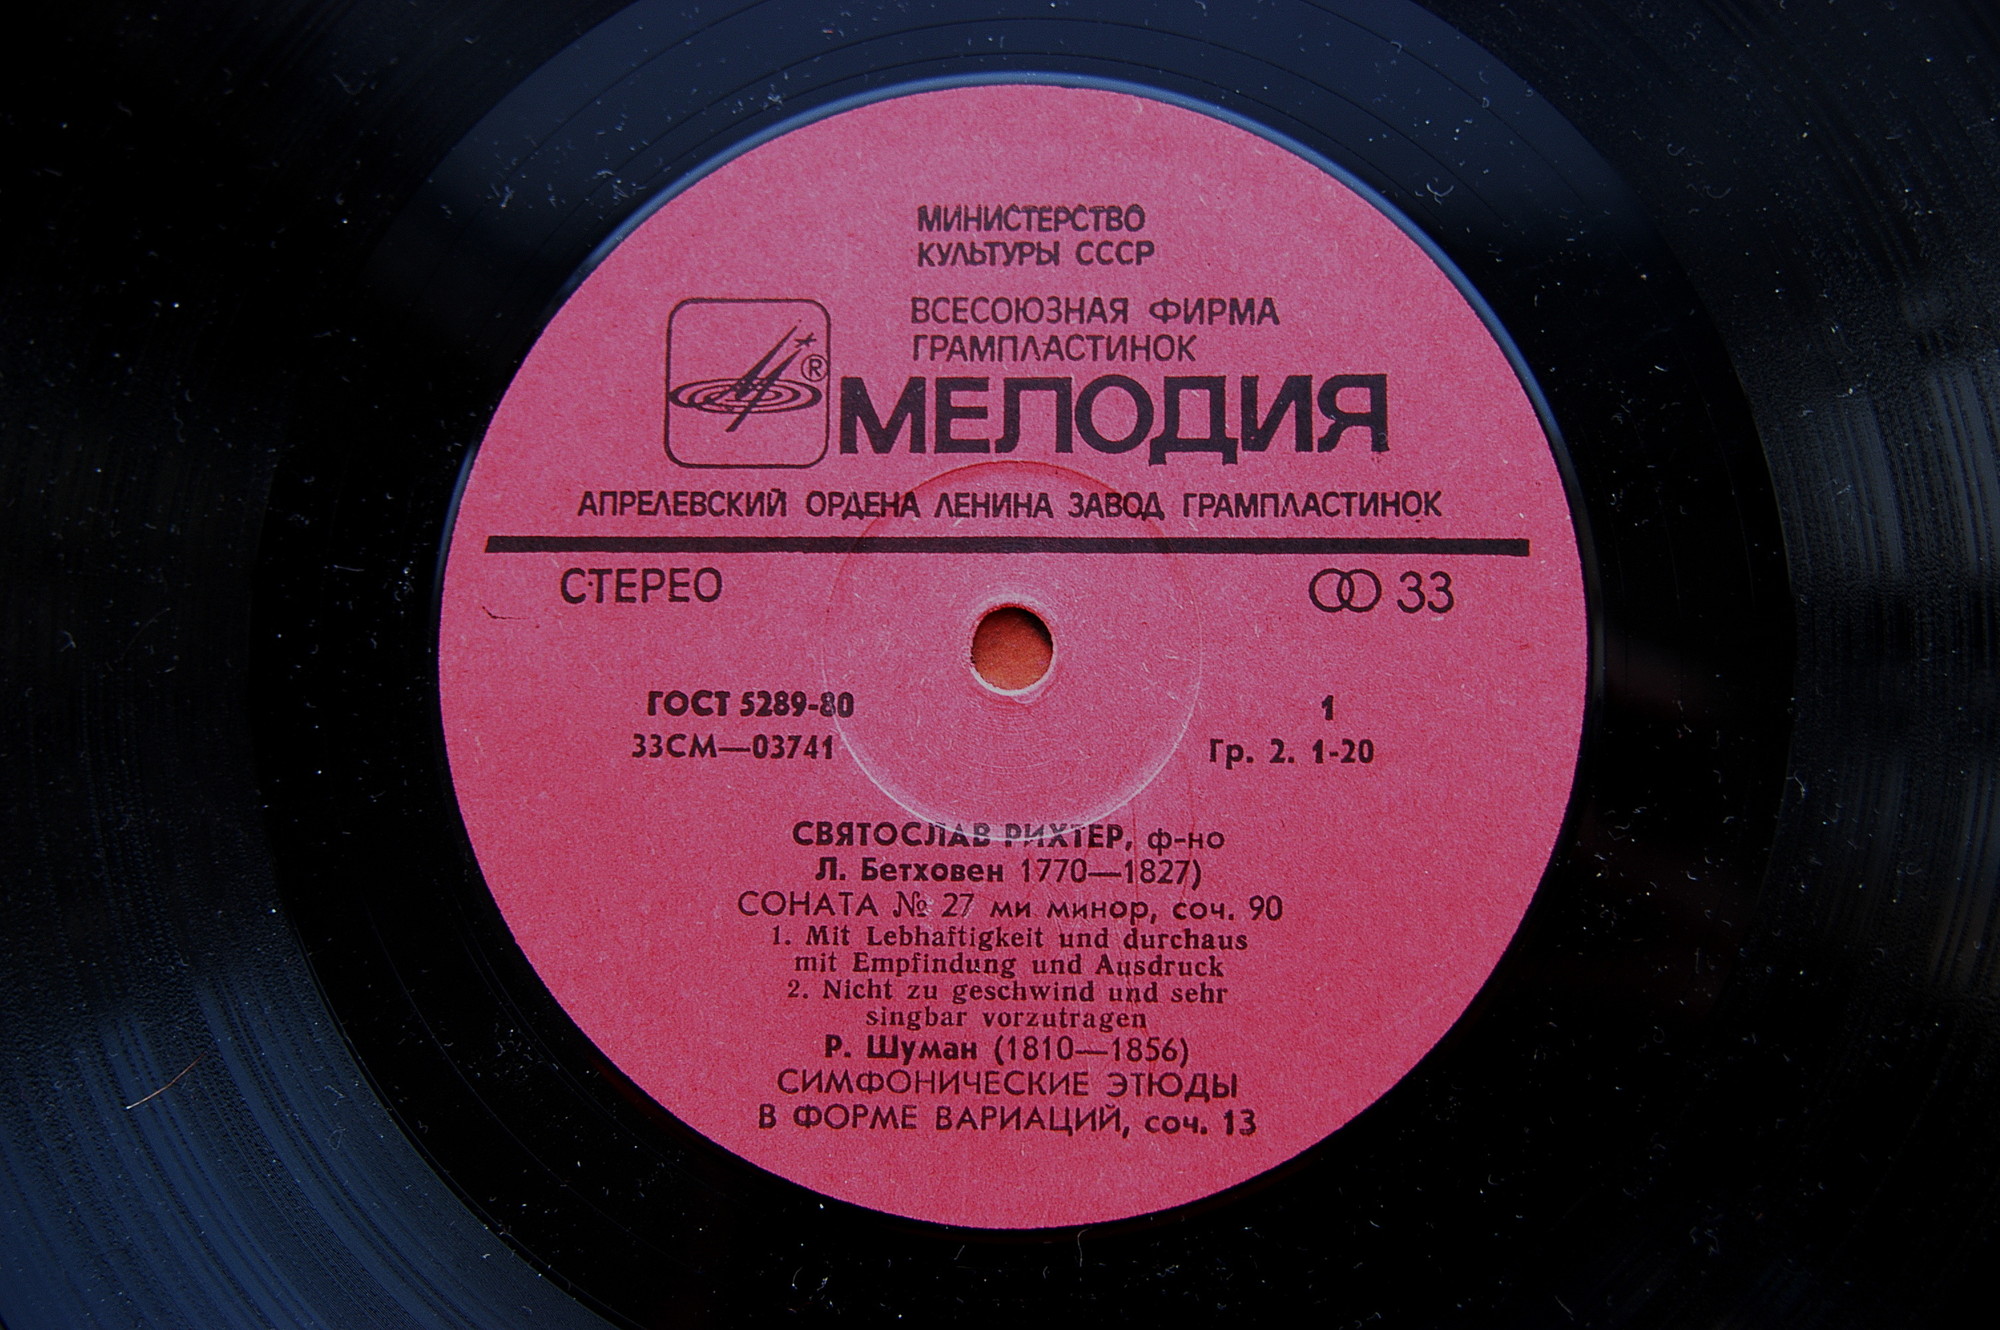 МИНИСТЕРСТВО
КУЛЬТУРЫ СССР
ВСЕСОЮЗНАЯ ФИРМА
ГРАМПЛАСТИНОК
®
МЕЛОДИЯ
АПРЕЛЕВСКИЙ ОРДЕНА ЛЕНИНА ЗАВОД ГРАМПЛАСТИНОК
СТЕРЕО 33
ГОСТ 5289-80 1
33СМ—03741 Гр. 2. 1-20
СВЯТОСЛАВ РИХТЕР, ф-но
Л. Бетховен 1770—1827)
СОНАТА № 27 ми минор, соч. 90
1. Mit Lebhaftigkeit und durchaus
mit Empfindung und Ausdruck
2. Nicht zu geschwind und sehr
singbar vorzutragen
Р. Шуман (1810—1856)
СИМФОНИЧЕСКИЕ ЭТЮДЫ
В ФОРМЕ ВАРИАЦИЙ, соч. 13